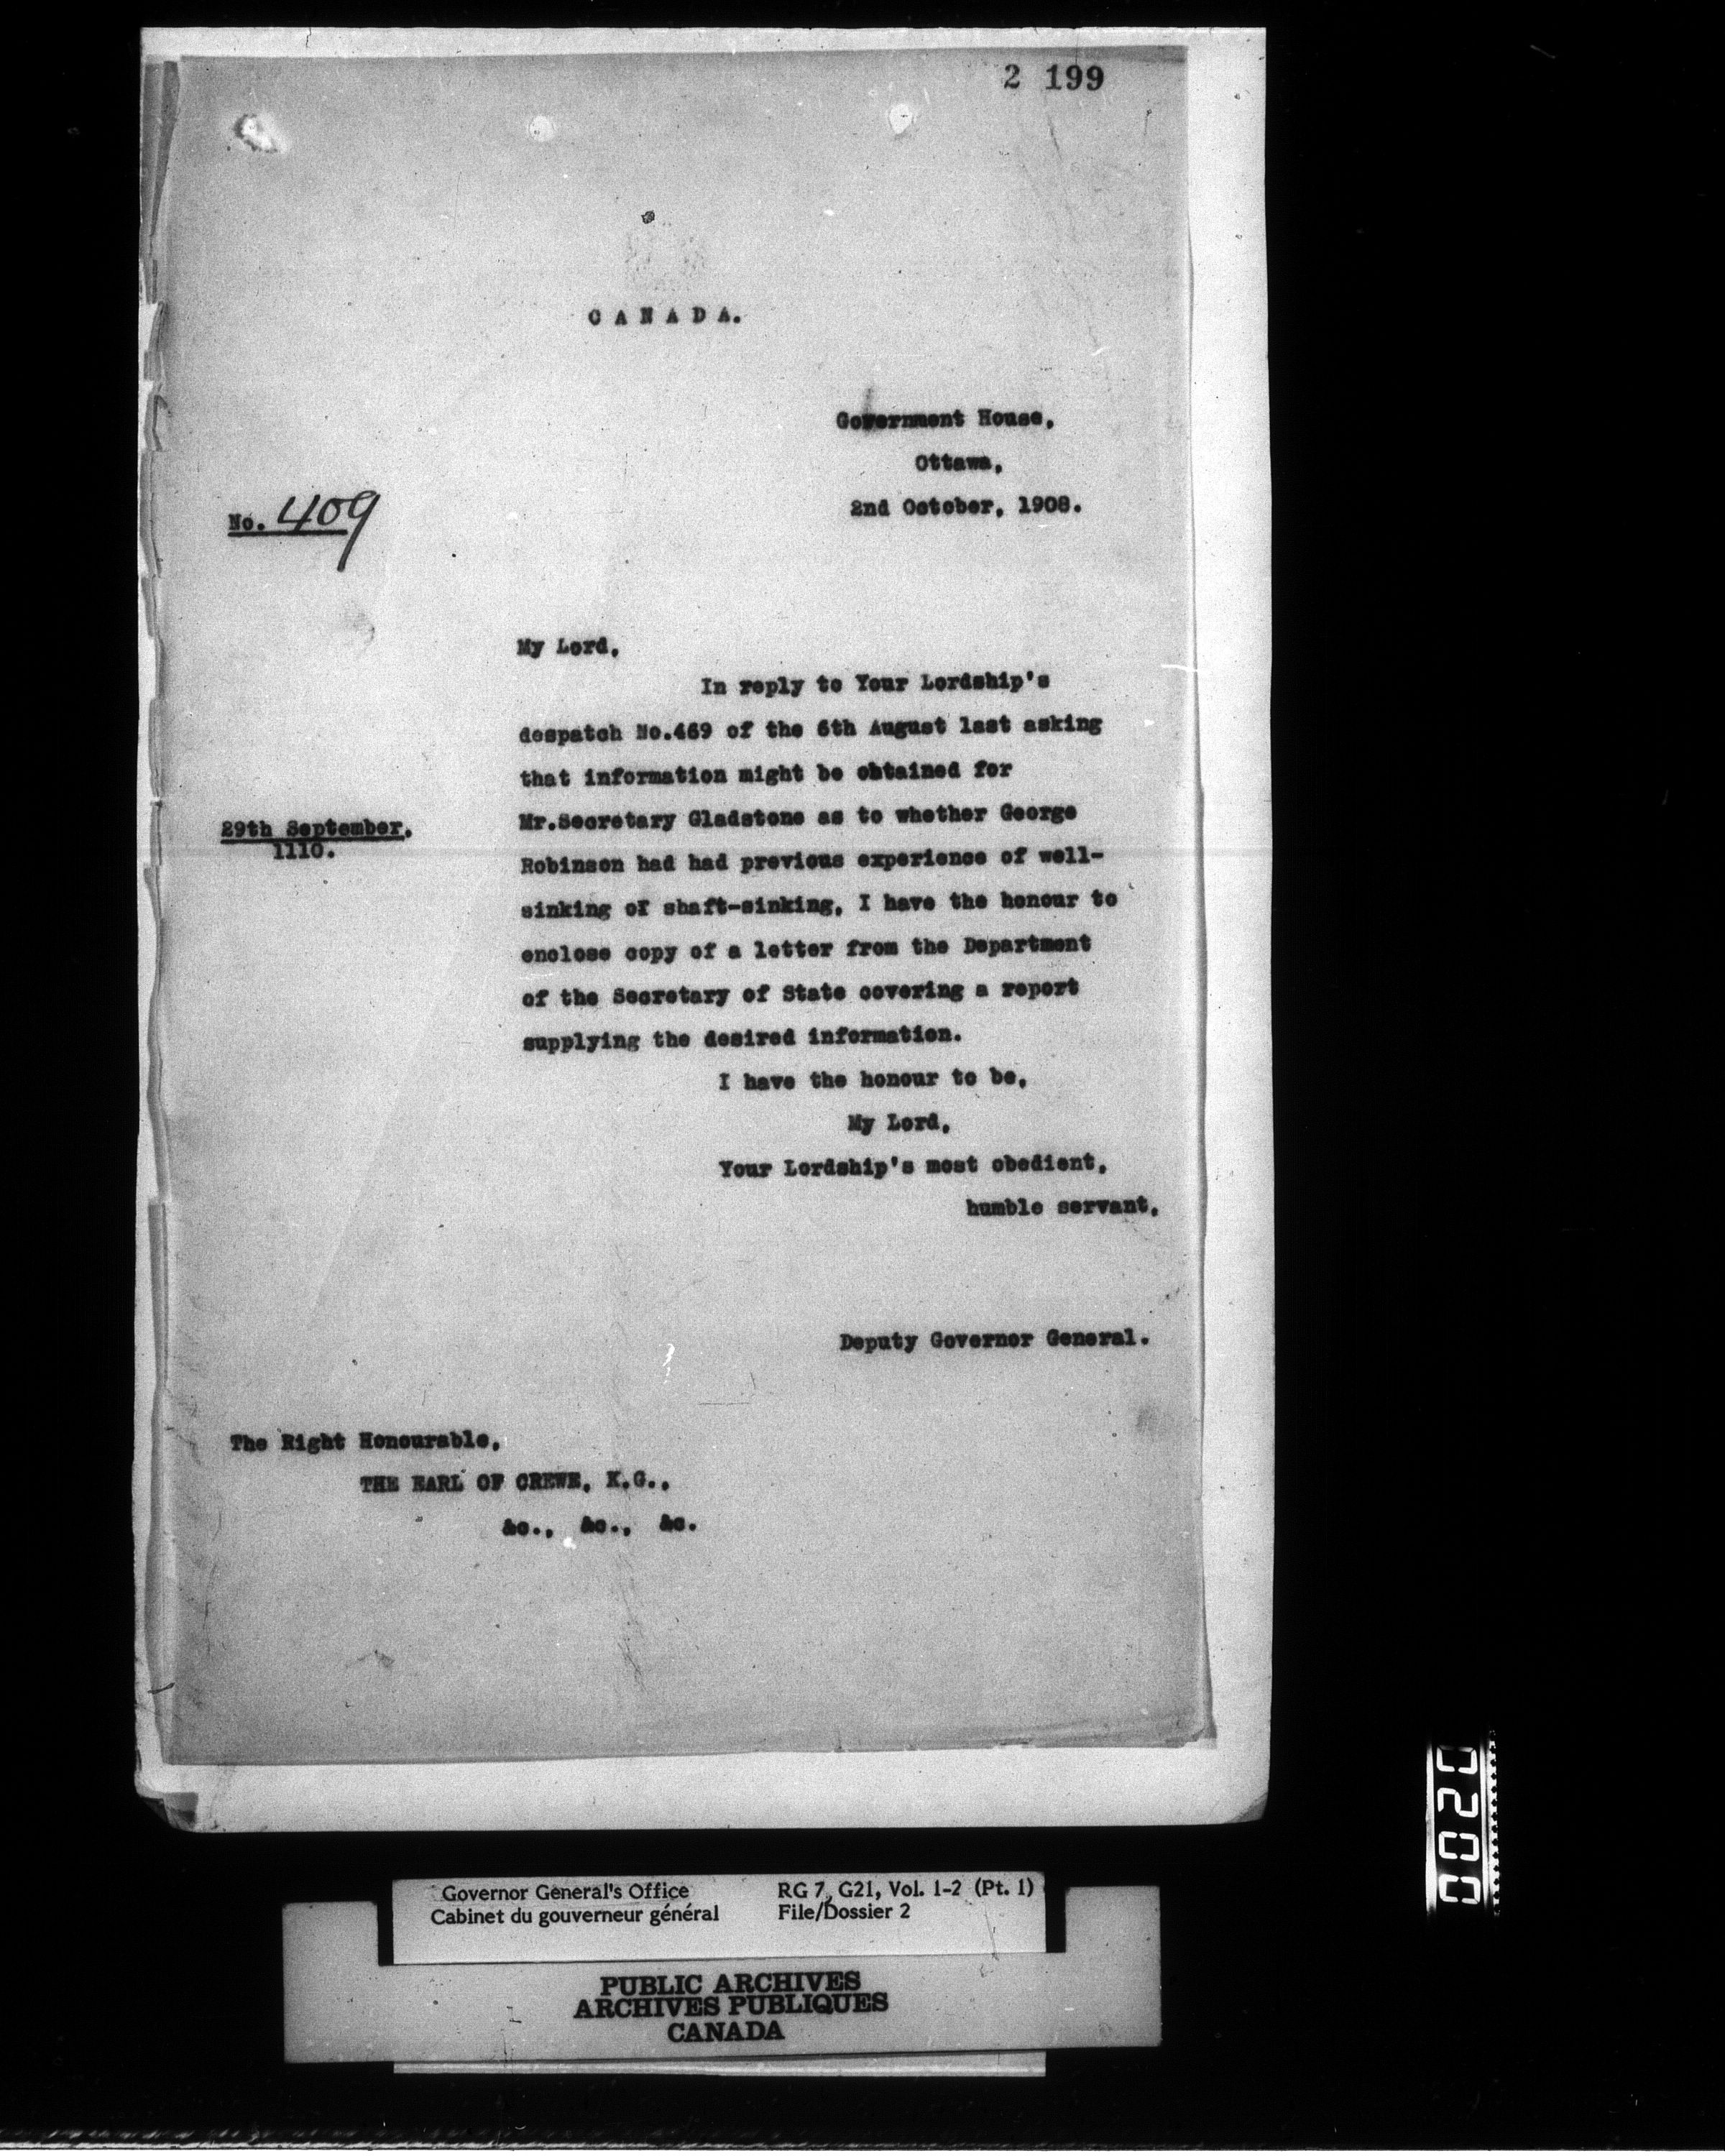 2 199
C A N A D A.
Government House,
Ottawa,
2nd October, 1908.
No. 409
My Lord,
In reply to Your Lordship's
despatch No.469 of the 6th August last asking
that information might be obtained for
Mr.Secretary Gladstone as to whether George
29th September.
1110.
Robinson had had previous experience of well-
sinking or shaft-sinking, I have the honour to
enclose copy of a letter from the Department
of the Secretary of State covering a report
supplying the desired information.
I have the honour to be,
My Lord,
Your Lordship's most obedient,
humble servant,
Deputy Governor General.
The Right Honourable,
THE EARL OF CREWE, K.G.,
&c., &c., &c.
Governor General's Office
Cabinet du gouverneur général
RG 7, G21, Vol. 1-2 (Pt. 1)
File/Dossier 2
PUBLIC ARCHIVES
ARCHIVES PUBLIQUES
CANADA
0020